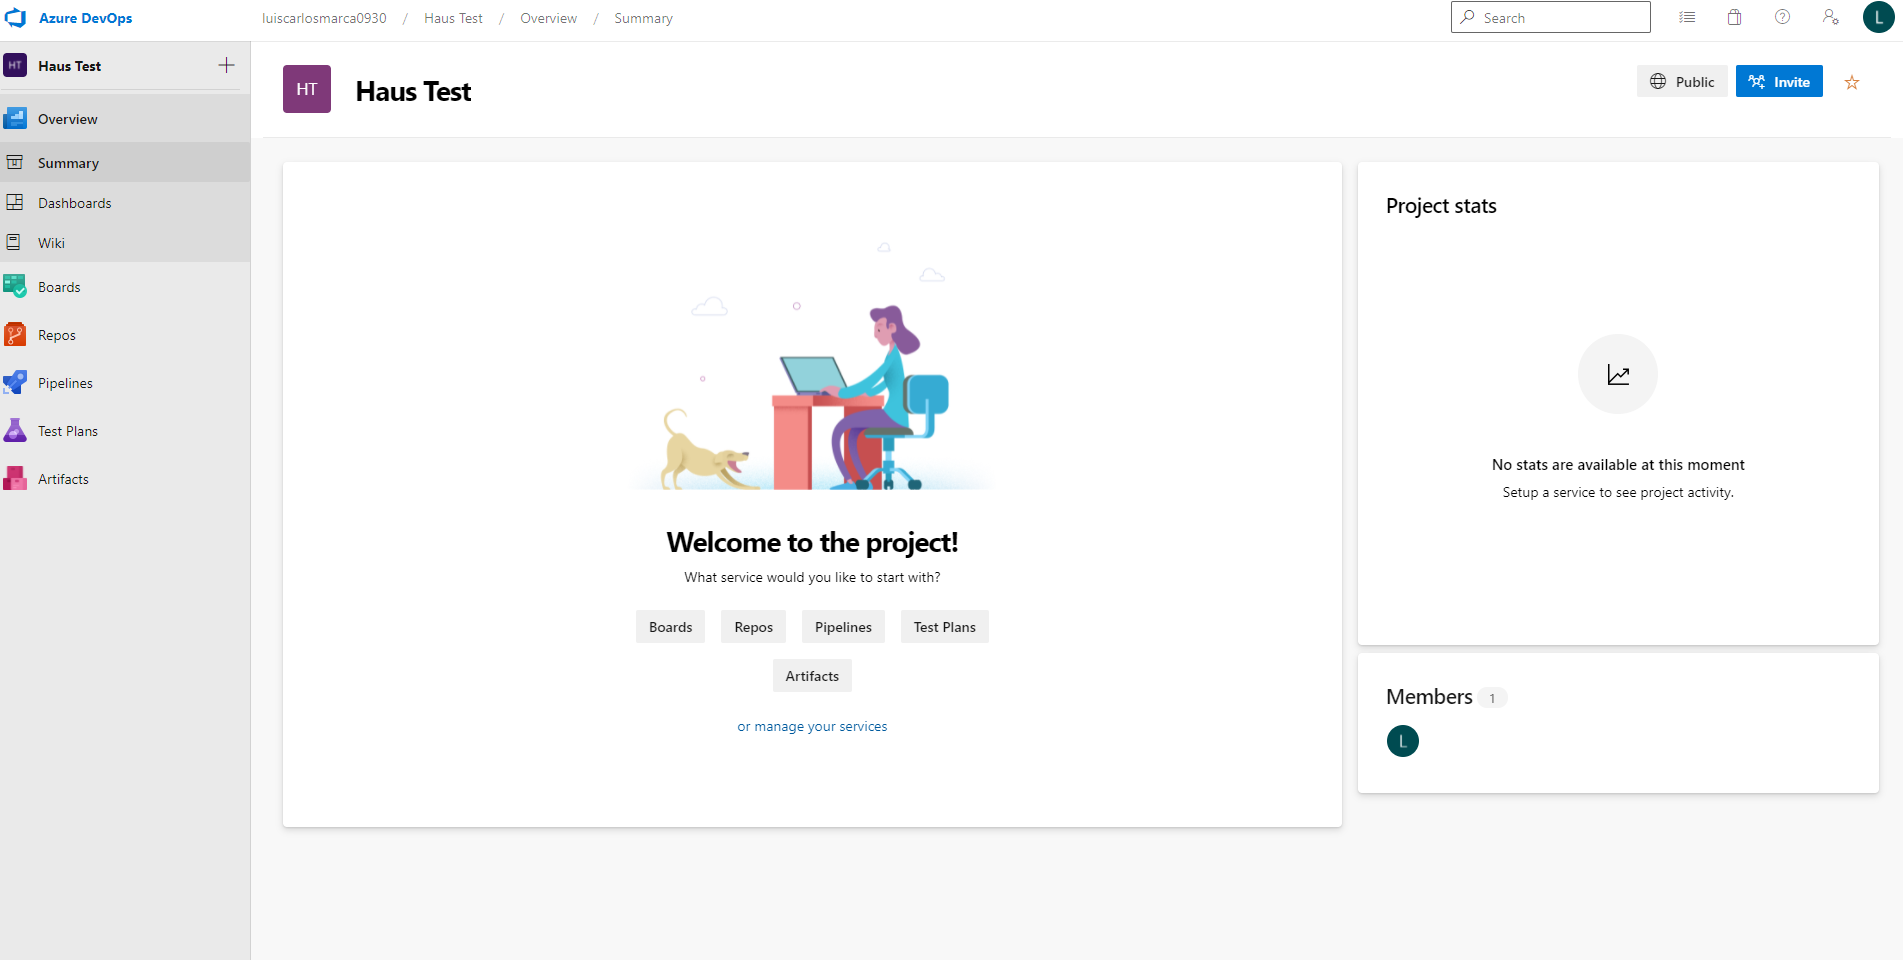 Azure DevOps
luiscarlosmarca0930 / Haus Test / Overview / Summary
Search
L
HT
Haus Test
Overview
Summary
Dashboards
Wiki
Boards
Repos
Pipelines
Test Plans
Artifacts
HT
Haus Test
Public
Invite
Welcome to the project!
What service would you like to start with?
Boards
Repos
Pipelines
Test Plans
Artifacts
or manage your services
Project stats
No stats are available at this moment
Setup a service to see project activity.
Members 1
L